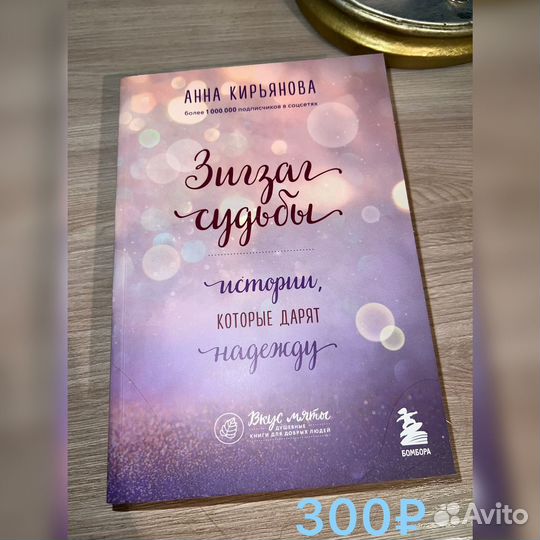 АННА КИРЬЯНОВА
более 1 000 000 подписчиков в соцсетях
Зигзаг
судьбы
истории,
КОТОРЫЕ ДАРЯТ
надежду
Вкус мяты
ДУШЕВНЫЕ
КНИГИ ДЛЯ ДОБРЫХ ЛЮДЕЙ
БОМБОРА
300₽
Avito